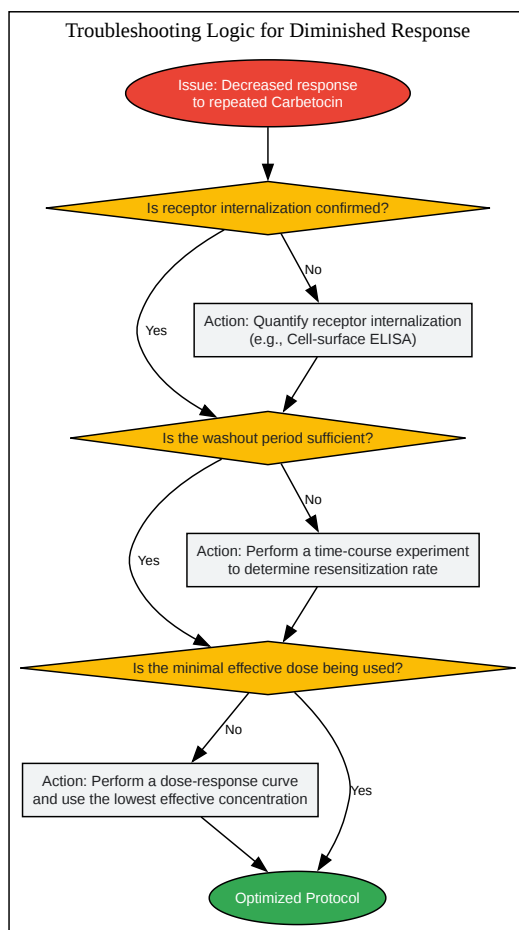 Troubleshooting Logic for Diminished Response
Issue: Decreased response
to repeated Carbetocin
Is receptor internalization confirmed?
No
Yes
Action: Quantify receptor internalization
(e.g., Cell-surface ELISA)
Is the washout period sufficient?
No
Yes
Action: Perform a time-course experiment
to determine resensitization rate
Is the minimal effective dose being used?
No
Yes
Action: Perform a dose-response curve
and use the lowest effective concentration
Optimized Protocol